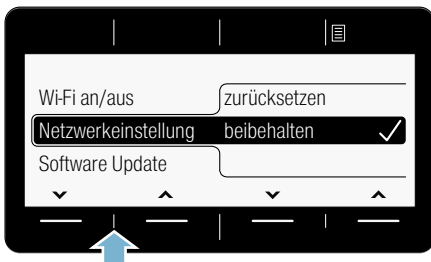 Wi-Fi an/aus zurücksetzen
Netzwerkeinstellung beibehalten
Software Update